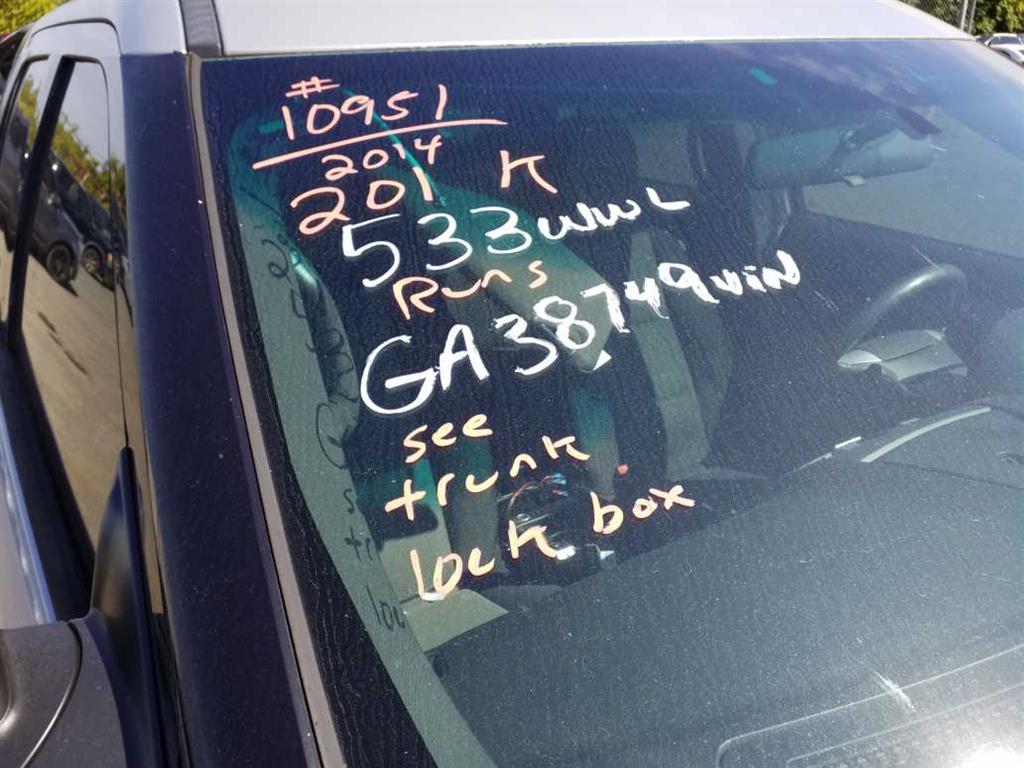 #
10951
2014
201 K
533wwL
Runs
GA38749vin
see
trunk
lock box